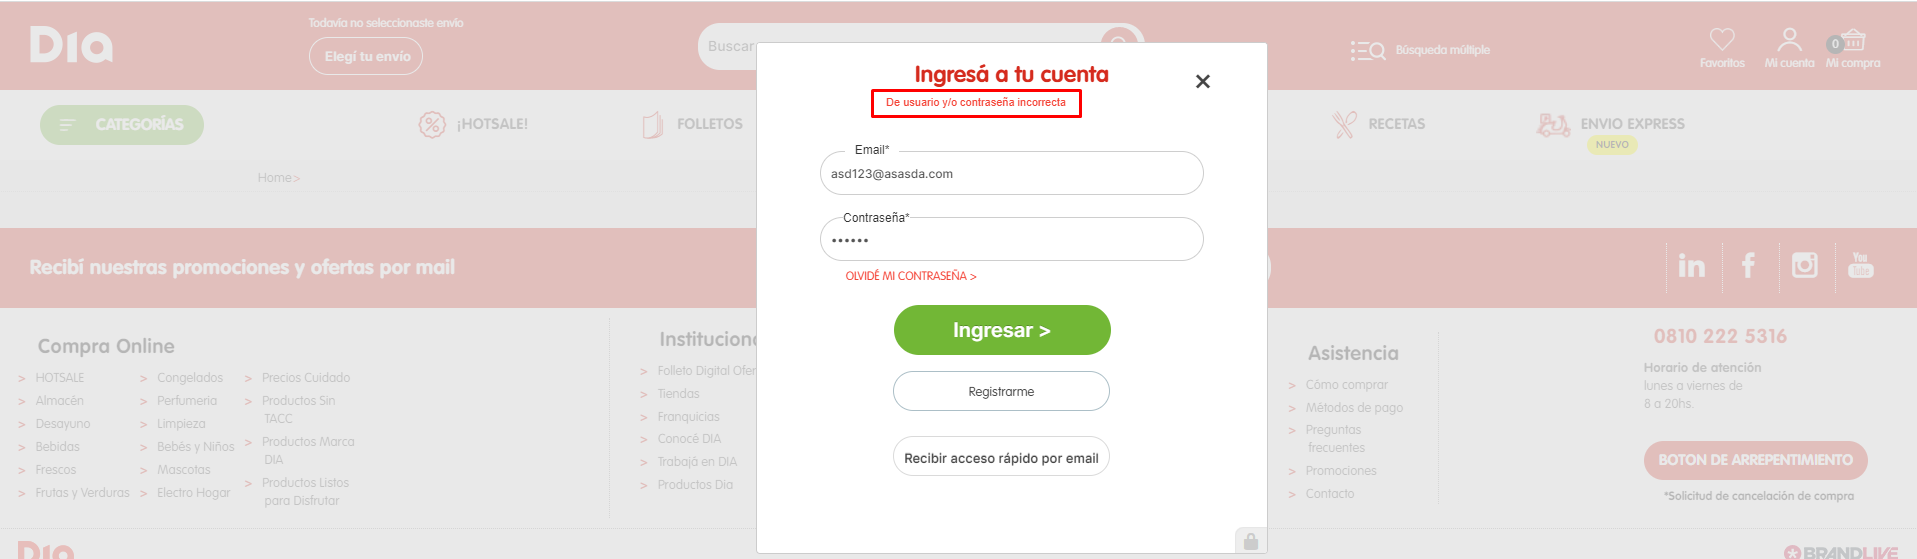 Dia
Todavía no seleccionaste envío
Elegí tu envío
Buscar
Búsqueda múltiple
Favoritos
Mi cuenta
0
Mi compra
CATEGORÍAS
¡HOTSALE!
FOLLETOS
RECETAS
ENVIO EXPRESS
NUEVO
Home>
Ingresá a tu cuenta
De usuario y/o contraseña incorrecta
Email*
asd123@asasda.com
Contraseña*
••••••
OLVIDÉ MI CONTRASEÑA >
Ingresar >
Registrarme
Recibir acceso rápido por email
Recibí nuestras promociones y ofertas por mail
in
f
You
Tube
Compra Online
> HOTSALE
> Almacén
> Desayuno
> Bebidas
> Frescos
> Frutas y Verduras
> Congelados
> Perfumería
> Limpieza
> Bebés y Niños
> Mascotas
> Electro Hogar
> Precios Cuidado
> Productos Sin
TACC
> Productos Marca
DIA
> Productos Listos
para Disfrutar
Instituciona
> Folleto Digital Ofer
> Tiendas
> Franquicias
> Conocé DIA
> Trabajá en DIA
> Productos Dia
Asistencia
> Cómo comprar
> Métodos de pago
> Preguntas
frecuentes
> Promociones
> Contacto
0810 222 5316
Horario de atención
lunes a viernes de
8 a 20hs.
BOTON DE ARREPENTIMIENTO
*Solicitud de cancelación de compra
Dia
BRANDLIVE